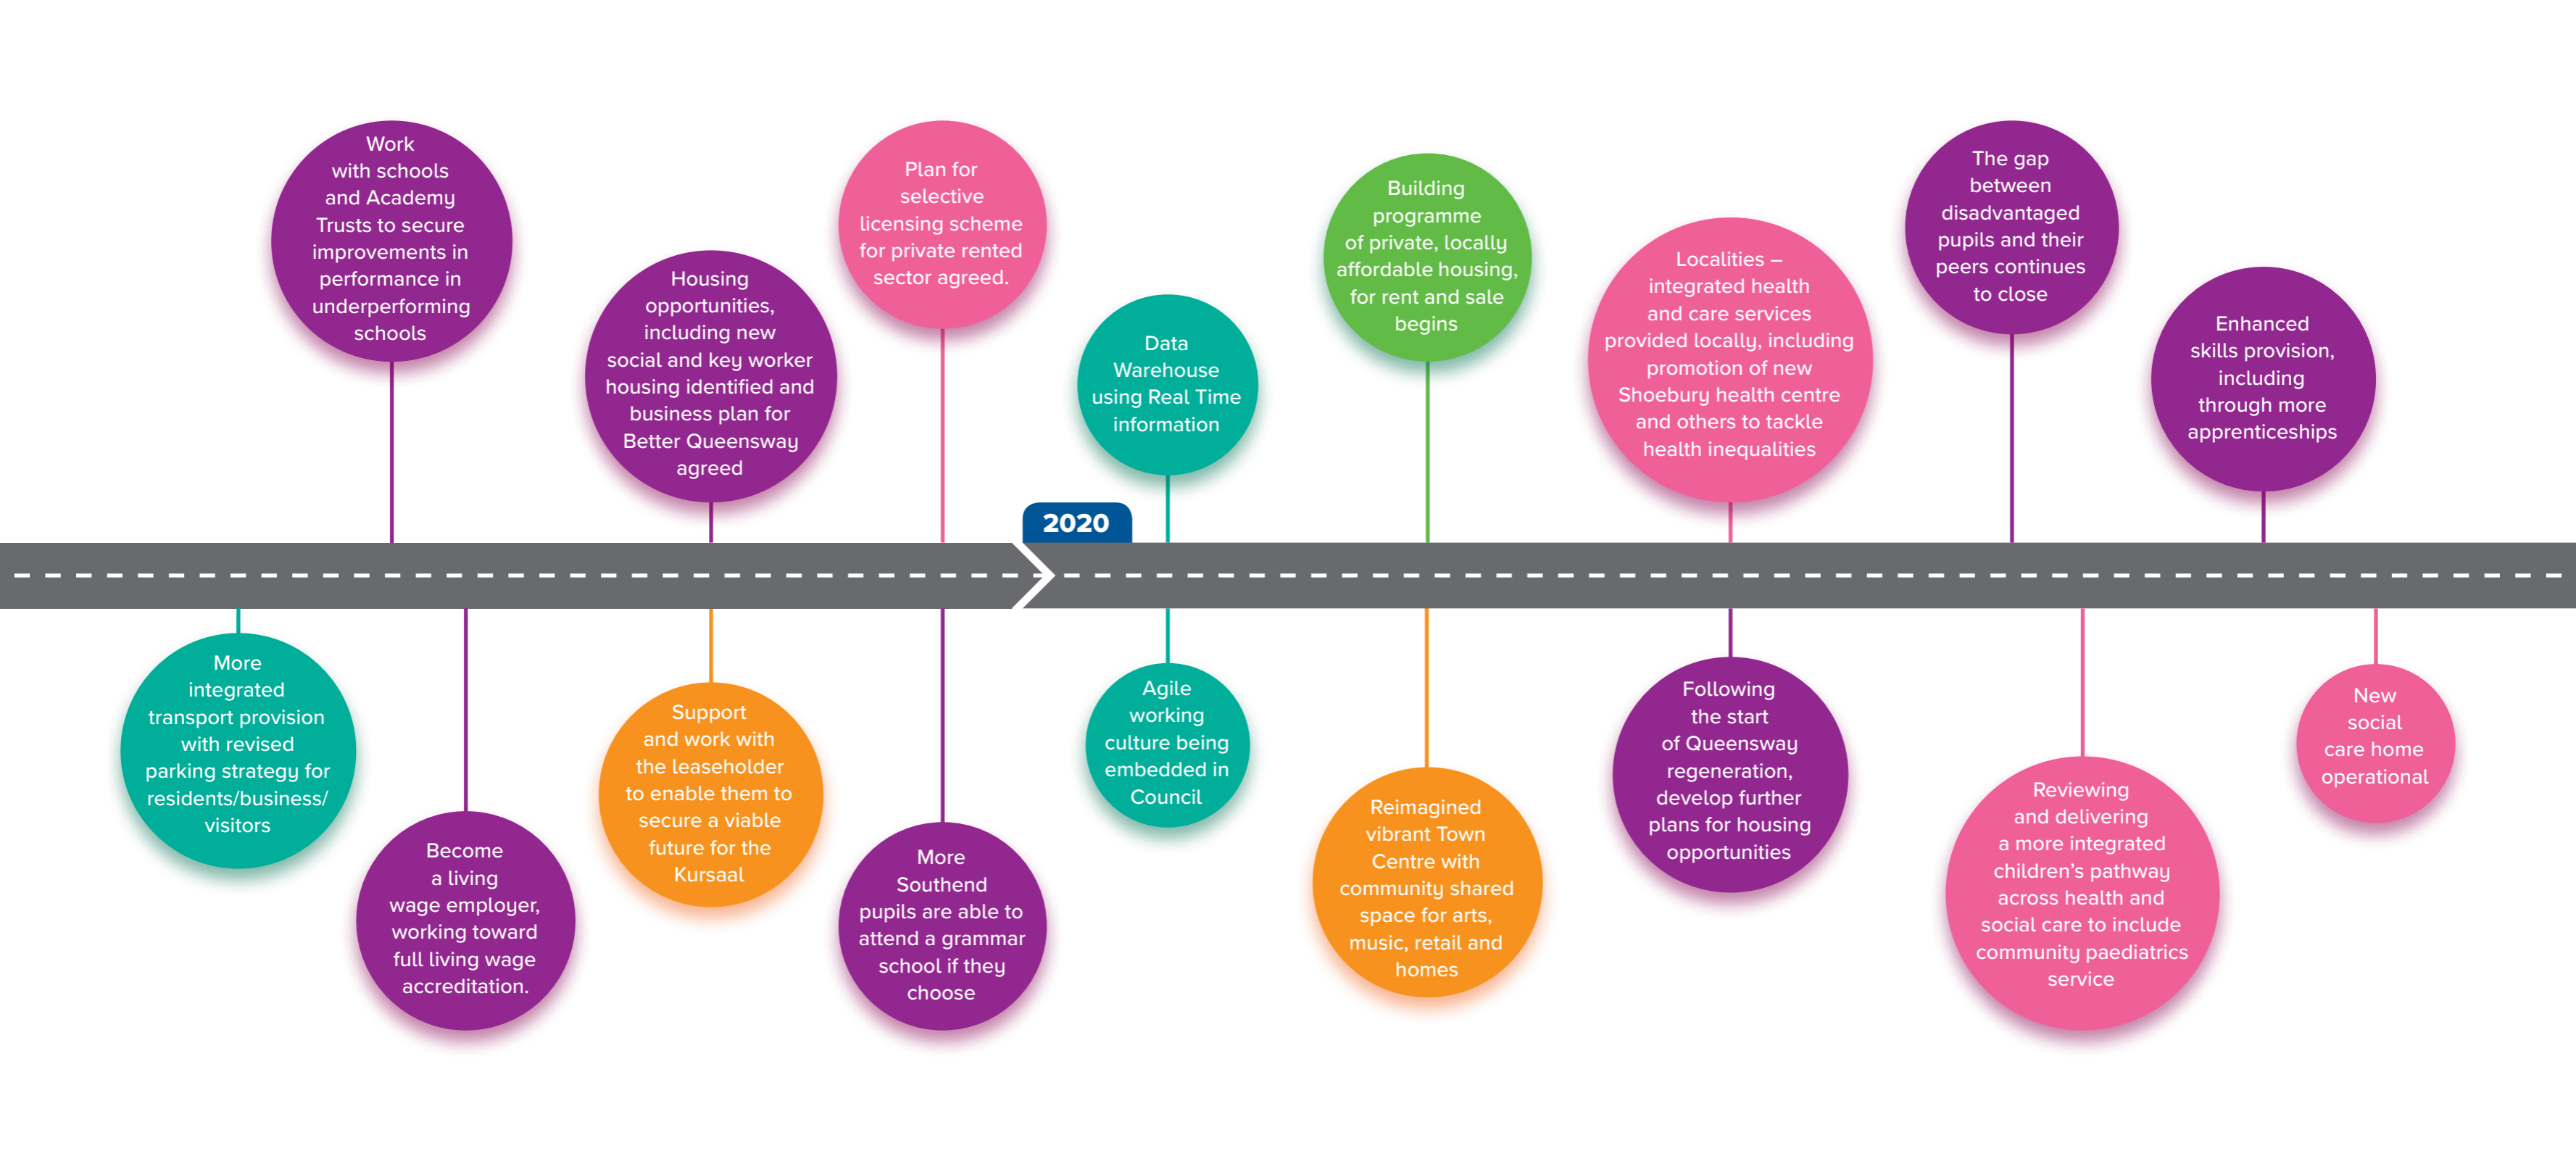 Work
with schools
and Academy
Trusts to secure
improvements in
performance in
underperforming
schools
Housing
opportunities,
including new
social and key worker
housing identified and
business plan for
Better Queensway
agreed
Plan for
selective
licensing scheme
for private rented
sector agreed.
2020
Data
Warehouse
using Real Time
information
Building
programme
of private, locally
affordable housing,
for rent and sale
begins
Localities –
integrated health
and care services
provided locally, including
promotion of new
Shoebury health centre
and others to tackle
health inequalities
The gap
between
disadvantaged
pupils and their
peers continues
to close
Enhanced
skills provision,
including
through more
apprenticeships
More
integrated
transport provision
with revised
parking strategy for
residents/business/
visitors
Become
a living
wage employer,
working toward
full living wage
accreditation.
Support
and work with
the leaseholder
to enable them to
secure a viable
future for the
Kursaal
More
Southend
pupils are able to
attend a grammar
school if they
choose
Agile
working
culture being
embedded in
Council
Reimagined
vibrant Town
Centre with
community shared
space for arts,
music, retail and
homes
Following
the start
of Queensway
regeneration,
develop further
plans for housing
opportunities
Reviewing
and delivering
a more integrated
children’s pathway
across health and
social care to include
community paediatrics
service
New
social
care home
operational